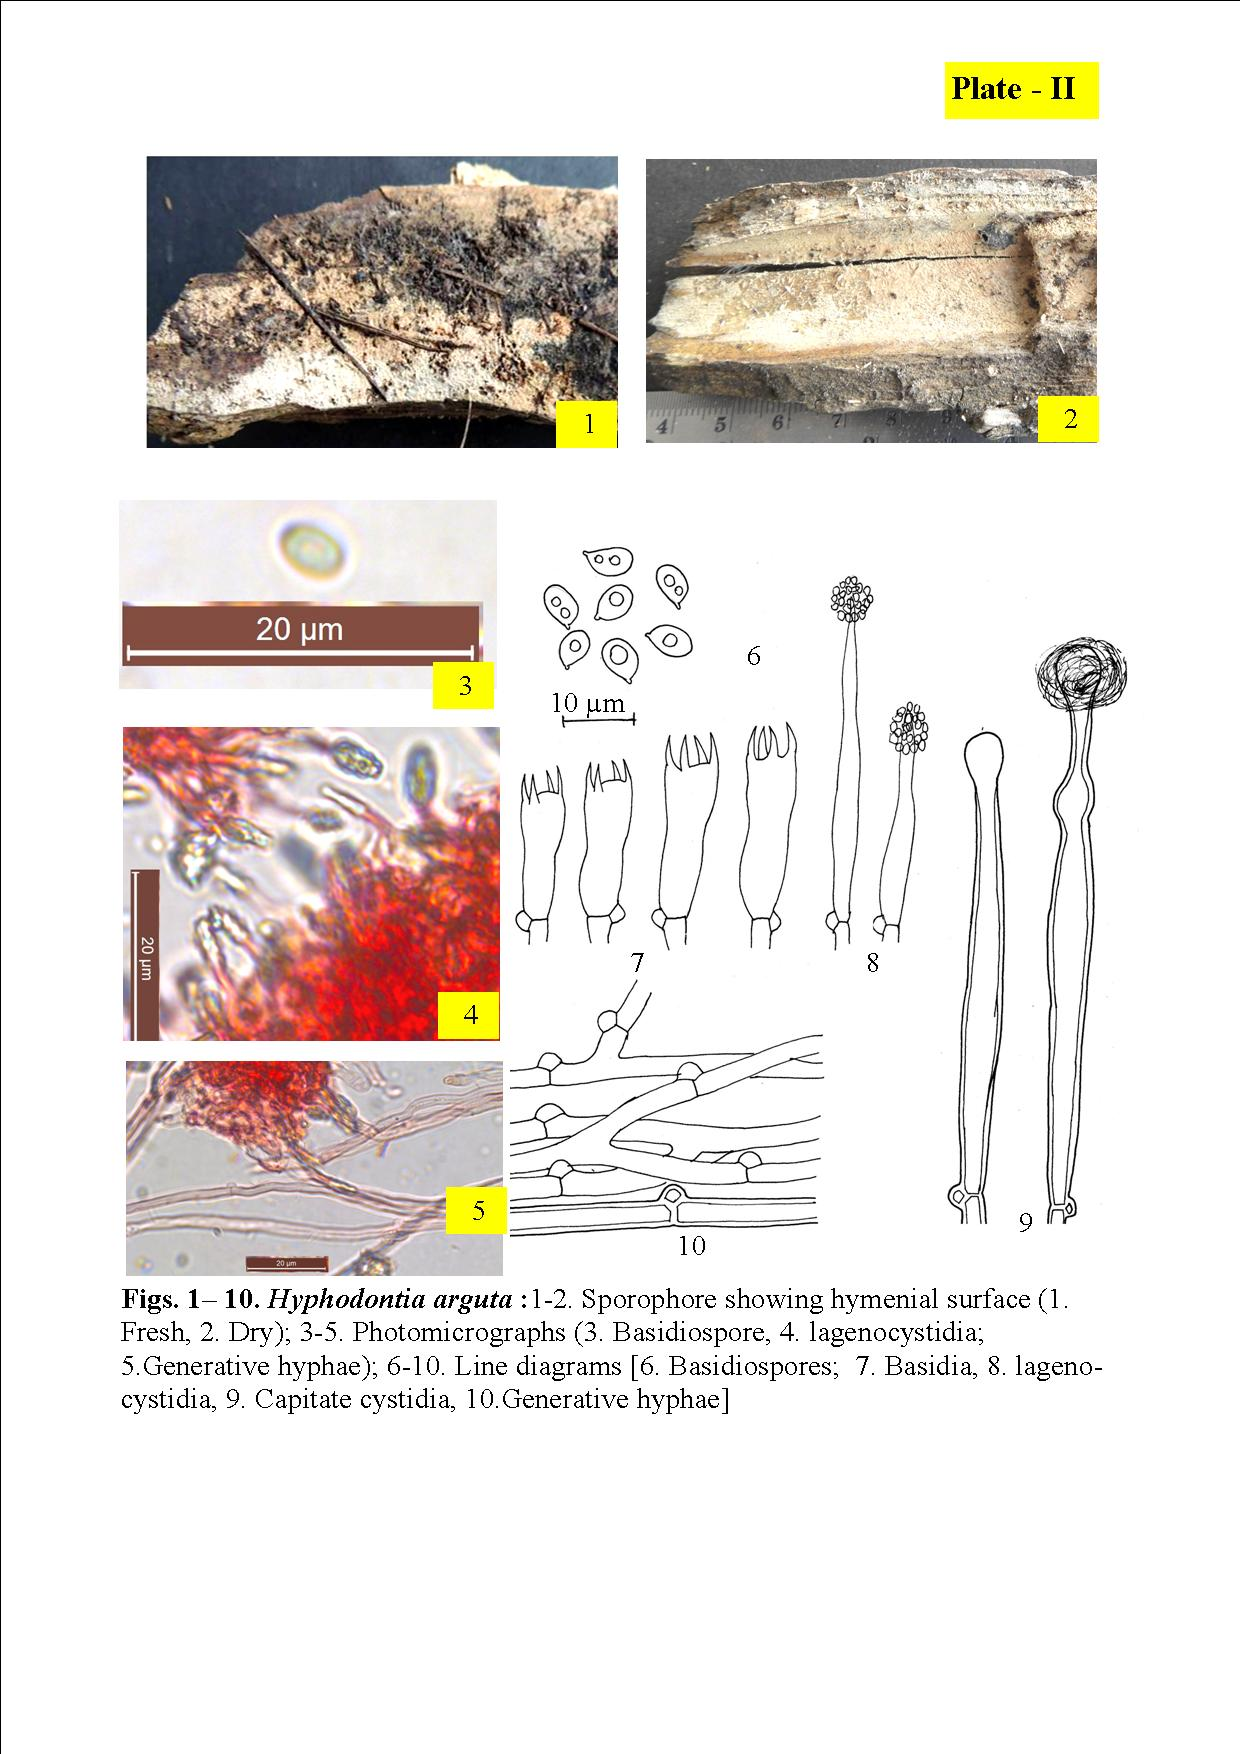 Plate - II
1
2
4 5 6 7 8 9
20 µm
3
6
10 µm
20 µm
4
7
8
5
20 µm
9
10
Figs. 1– 10. Hyphodontia arguta :1-2. Sporophore showing hymenial surface (1.
Fresh, 2. Dry); 3-5. Photomicrographs (3. Basidiospore, 4. lagenocystidia;
5.Generative hyphae); 6-10. Line diagrams [6. Basidiospores;  7. Basidia, 8. lageno-
cystidia, 9. Capitate cystidia, 10.Generative hyphae]